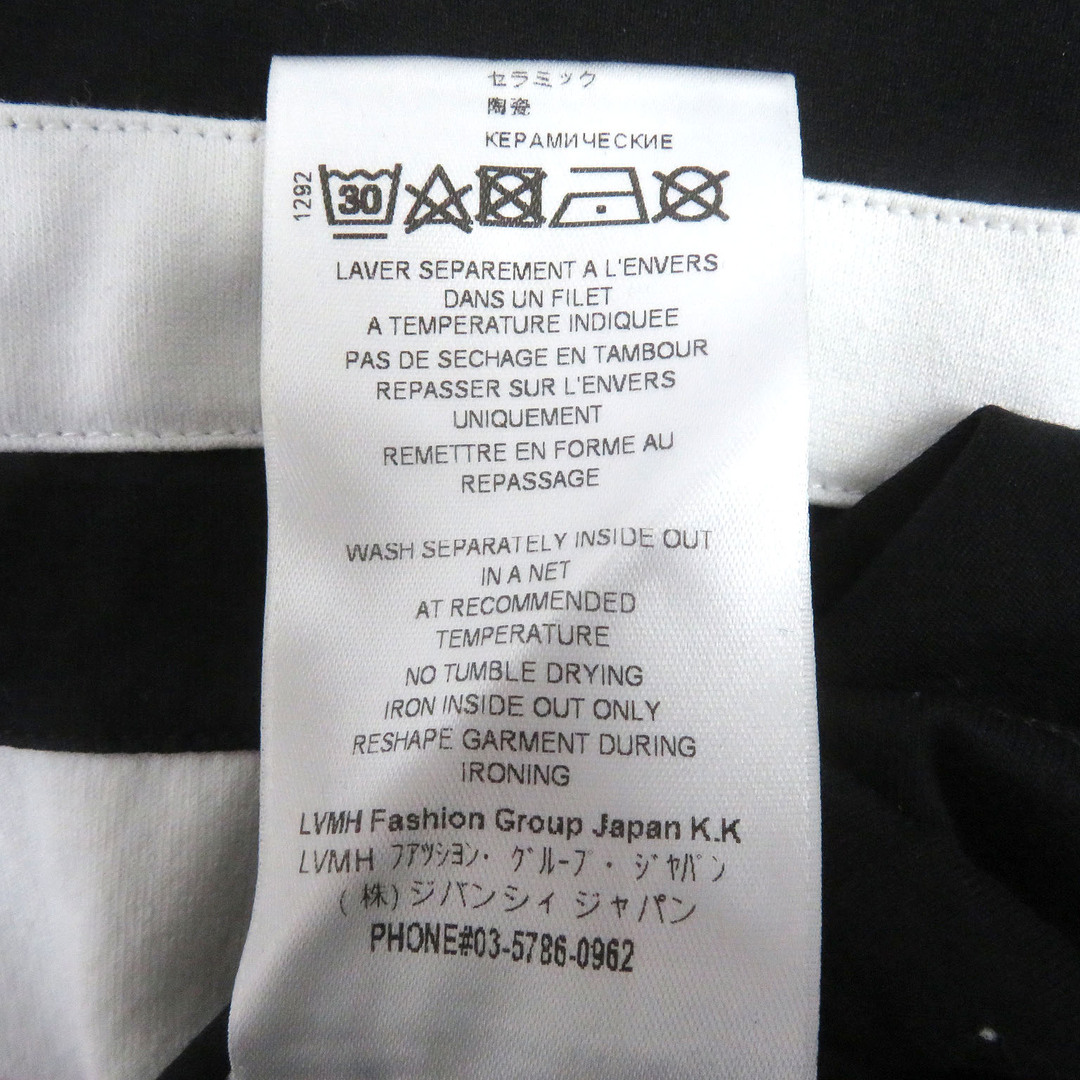 セラミック
陶瓷
КЕРАМИЧЕСКИЕ
1292
30
LAVER SEPAREMENT A L'ENVERS
DANS UN FILET
A TEMPERATURE INDIQUEE
PAS DE SECHAGE EN TAMBOUR
REPASSER SUR L'ENVERS
UNIQUEMENT
REMETTRE EN FORME AU
REPASSAGE
WASH SEPARATELY INSIDE OUT
IN A NET
AT RECOMMENDED
TEMPERATURE
NO TUMBLE DRYING
IRON INSIDE OUT ONLY
RESHAPE GARMENT DURING
IRONING
LVMH Fashion Group Japan K.K
LVMH ﾌｱﾂｼﾖﾝ・ ｸﾞﾙｰﾌﾟ・ｼﾞﾔﾊﾟﾝ
(株)ジバンシィ ジャパン
PHONE#03-5786-0962